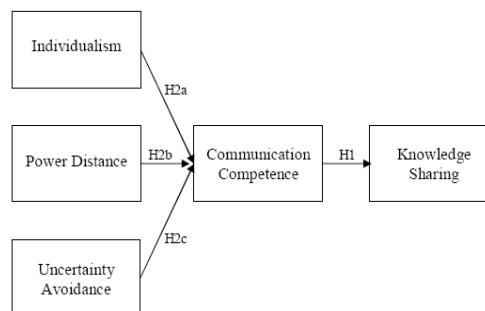 Individualism
H2a
Power Distance
H2b
Communication
Competence
H1
Knowledge
Sharing
H2c
Uncertainty
Avoidance